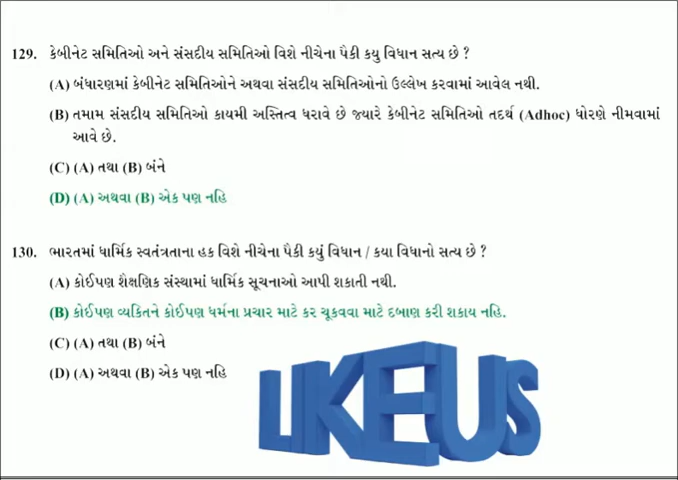 129. કેબીનેટ સમિતિઓ અને સંસદીય સમિતિઓ વિશે નીચેના પૈકી કયુ વિધાન સત્ય છે ?
(A) બંધારણમાં કેબીનેટ સમિતિઓને અથવા સંસદીય સમિતિઓનો ઉલ્લેખ કરવામાં આવેલ નથી.
(B) તમામ સંસદીય સમિતિઓ કાયમી અસ્તિત્વ ધરાવે છે જ્યારે કેબીનેટ સમિતિઓ તદર્થ (Adhoc) ધોરણે નીમવામાં
આવે છે.
(C) (A) તથા (B) બંને
(D) (A) અથવા (B) એક પણ નહિ
130. ભારતમાં ધાર્મિક સ્વતંત્રતાના હક વિશે નીચેના પૈકી કયું વિધાન / કયા વિધાનો સત્ય છે ?
(A) કોઈપણ શૈક્ષણિક સંસ્થામાં ધાર્મિક સૂચનાઓ આપી શકાતી નથી.
(B) કોઈપણ વ્યકિતને કોઈપણ ધર્મના પ્રચાર માટે કર ચૂકવવા માટે દબાણ કરી શકાય નહિ.
(C) (A) તથા (B) બંને
(D) (A) અથવા (B) એક પણ નહિ
LIKE US